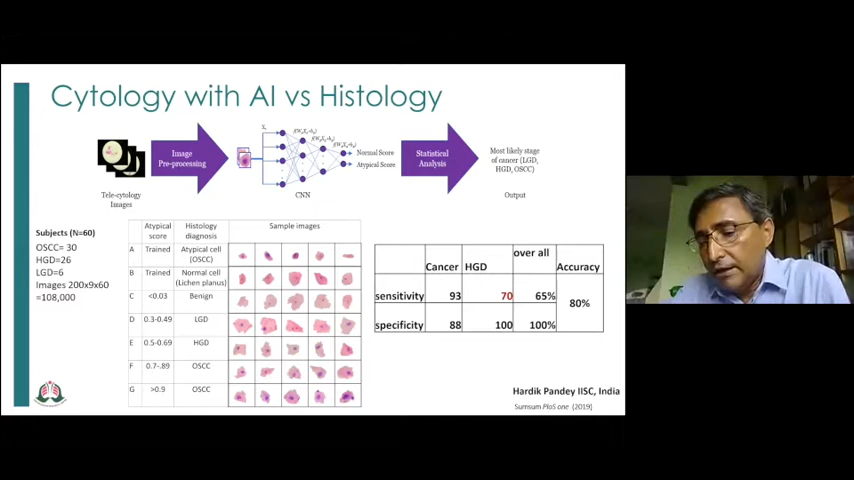 Cytology with AI vs Histology
Image
Pre-processing
Normal Score
Atypical Score
Statistical
Analysis
Most likely stage
of cancer (LGD,
HGD, OSCC)
Tele-cytology
Images
CNN
Output
Subjects (N=60)
OSCC= 30
HGD=26
LGD=6
Images 200x9x60
=108,000
Atypical score Histology diagnosis Sample images
A Trained Atypical cell (OSCC)
B Trained Normal cell (Lichen planus)
C <0.03 Benign
D 0.3-0.49 LGD
E 0.5-0.69 HGD
F 0.7-.89 OSCC
G >0.9 OSCC
Cancer HGD over all Accuracy
sensitivity 93 70 65% 80%
specificity 88 100 100%
Hardik Pandey IISC, India
Sumsum PloS one (2019)